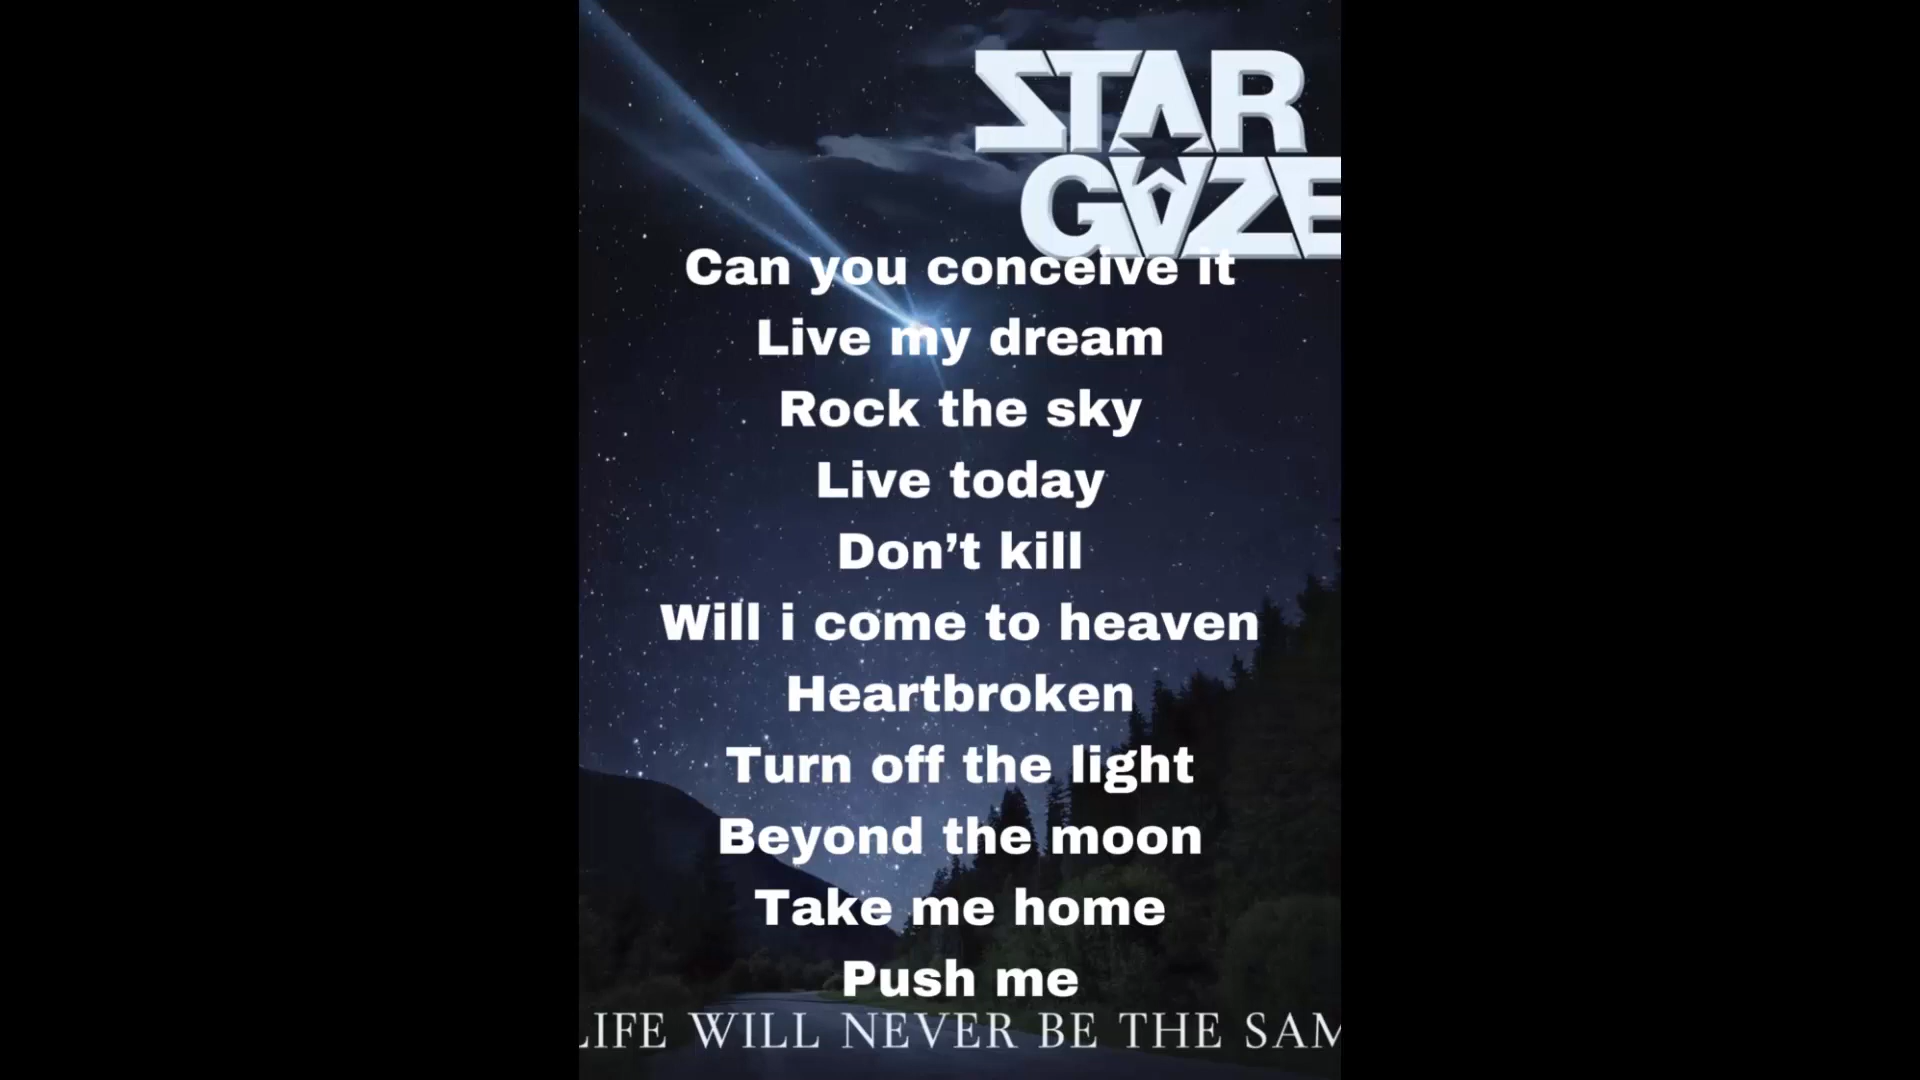 STAR
GAZE
Can you conceive it
Live my dream
Rock the sky
Live today
Don’t kill
Will i come to heaven
Heartbroken
Turn off the light
Beyond the moon
Take me home
Push me
LIFE WILL NEVER BE THE SAM